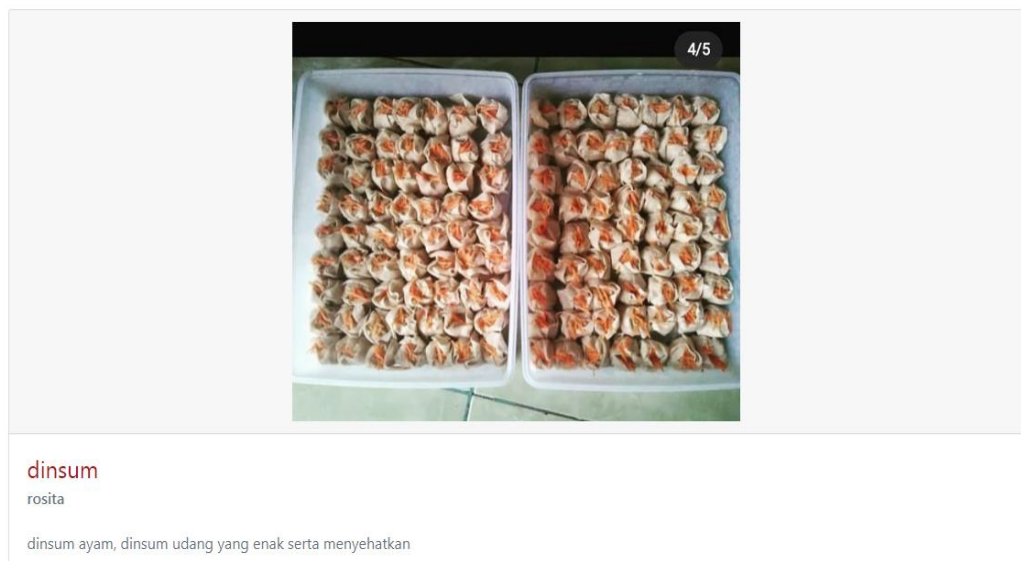 4/5
dinsum
rosita
dinsum ayam, dinsum udang yang enak serta menyehatkan